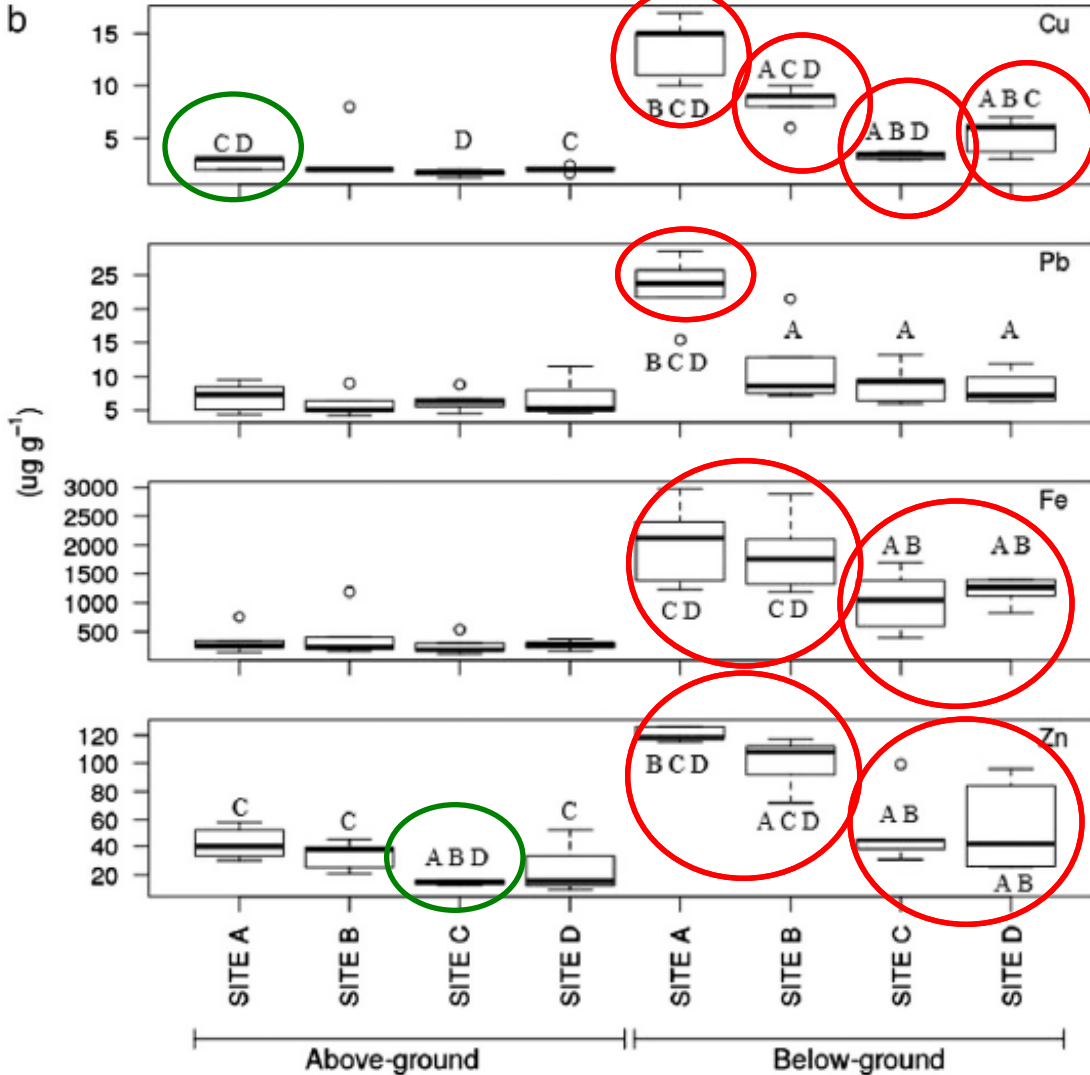 b
Cu
15
10
5
C D
D
C
B C D
A C D
A B D
A B C
Pb
25
20
15
10
5
B C D
A
A
A
(ug g⁻¹)
Fe
3000
2500
2000
1500
1000
500
C D
C D
A B
A B
Zn
120
100
80
60
40
20
C
C
A B D
C
B C D
A C D
A B
A B
SITE A
SITE B
SITE C
SITE D
SITE A
SITE B
SITE C
SITE D
Above-ground
Below-ground